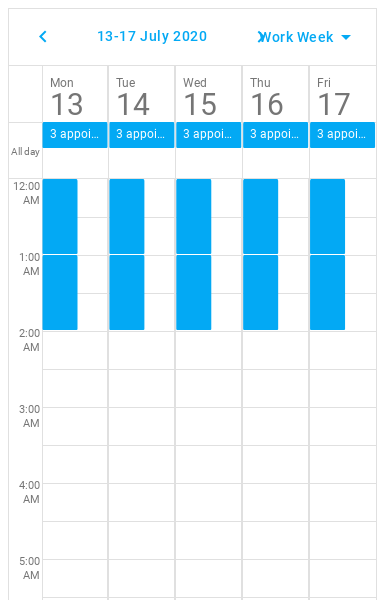 13-17 July 2020
Work Week
Mon
13
Tue
14
Wed
15
Thu
16
Fri
17
3 appoi...
3 appoi...
3 appoi...
3 appoi...
3 appoi...
All day
12:00
AM
1:00
AM
2:00
AM
3:00
AM
4:00
AM
5:00
AM